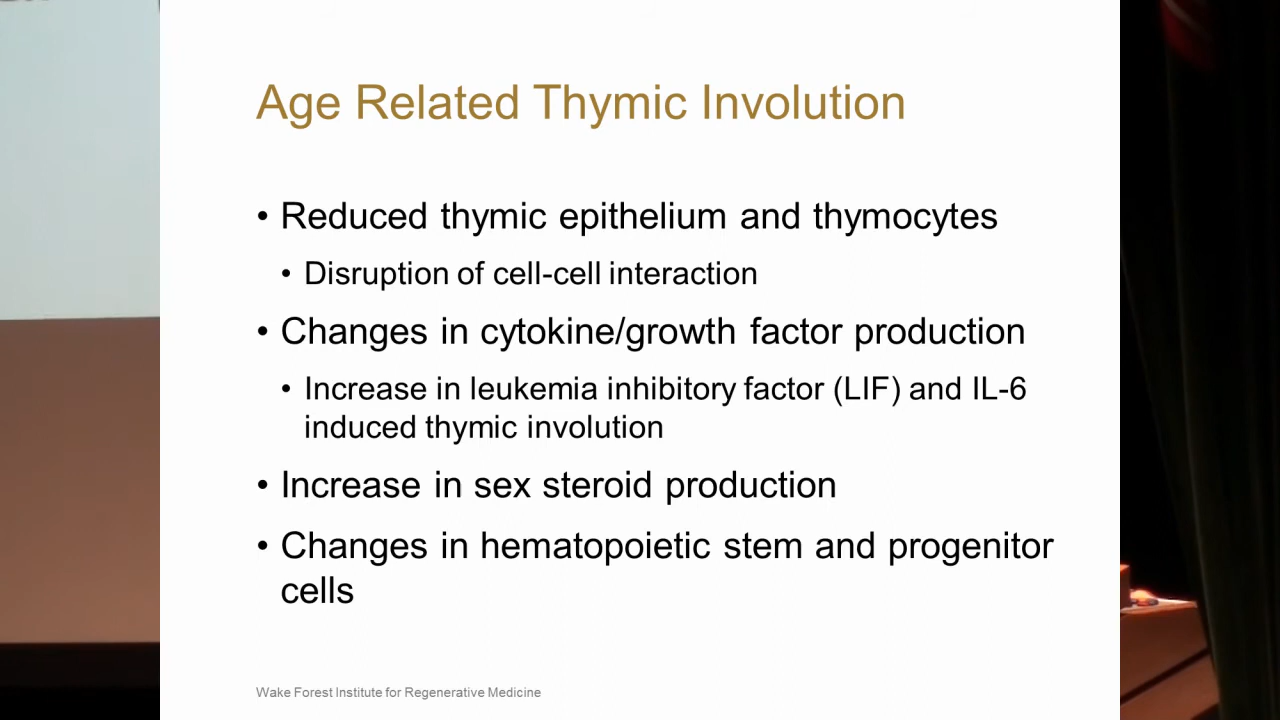 Age Related Thymic Involution
• Reduced thymic epithelium and thymocytes
• Disruption of cell-cell interaction
• Changes in cytokine/growth factor production
• Increase in leukemia inhibitory factor (LIF) and IL-6
induced thymic involution
• Increase in sex steroid production
• Changes in hematopoietic stem and progenitor
cells
Wake Forest Institute for Regenerative Medicine